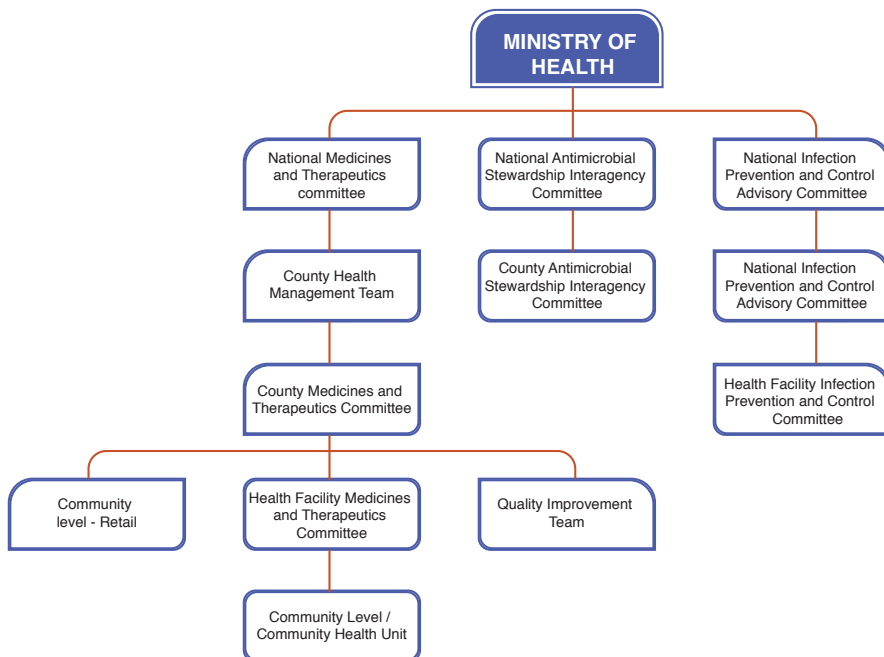 MINISTRY OF
HEALTH
National Medicines
and Therapeutics
committee
National Antimicrobial
Stewardship Interagency
Committee
National Infection
Prevention and Control
Advisory Committee
County Health
Management Team
County Antimicrobial
Stewardship Interagency
Committee
National Infection
Prevention and Control
Advisory Committee
County Medicines and
Therapeutics Committee
Health Facility Infection
Prevention and Control
Committee
Community
level - Retail
Health Facility Medicines
and Therapeutics
Committee
Quality Improvement
Team
Community Level /
Community Health Unit